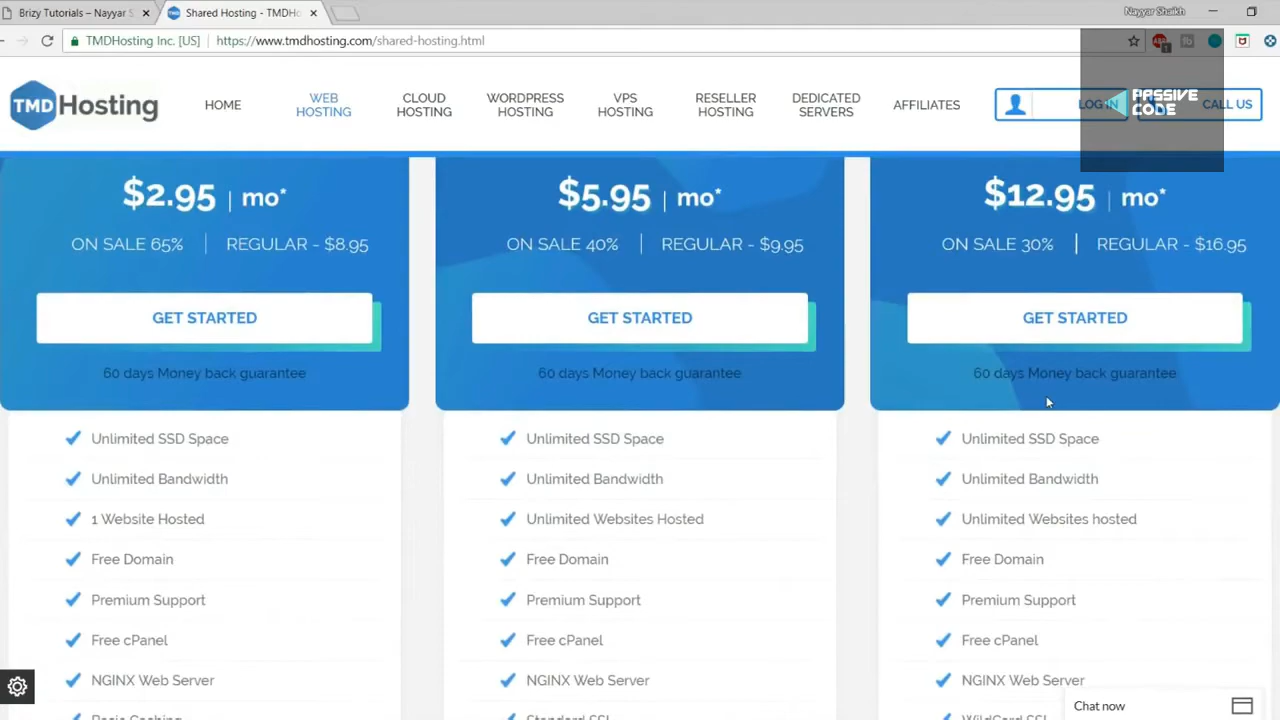 Brizy Tutorials – Nayyar S
Shared Hosting - TMDHo
Nayyar Shaikh
TMDHosting Inc. [US]
https://www.tmdhosting.com/shared-hosting.html
TMDHosting
HOME
WEB
HOSTING
CLOUD
HOSTING
WORDPRESS
HOSTING
VPS
HOSTING
RESELLER
HOSTING
DEDICATED
SERVERS
AFFILIATES
LOG IN
CALL US
PASSIVE
CODE
$2.95 | mo*
ON SALE 65% | REGULAR - $8.95
GET STARTED
60 days Money back guarantee
Unlimited SSD Space
Unlimited Bandwidth
1 Website Hosted
Free Domain
Premium Support
Free cPanel
NGINX Web Server
Basic Caching
$5.95 | mo*
ON SALE 40% | REGULAR - $9.95
GET STARTED
60 days Money back guarantee
Unlimited SSD Space
Unlimited Bandwidth
Unlimited Websites Hosted
Free Domain
Premium Support
Free cPanel
NGINX Web Server
Standard SSL
$12.95 | mo*
ON SALE 30% | REGULAR - $16.95
GET STARTED
60 days Money back guarantee
Unlimited SSD Space
Unlimited Bandwidth
Unlimited Websites hosted
Free Domain
Premium Support
Free cPanel
NGINX Web Server
WildCard SSL
Chat now